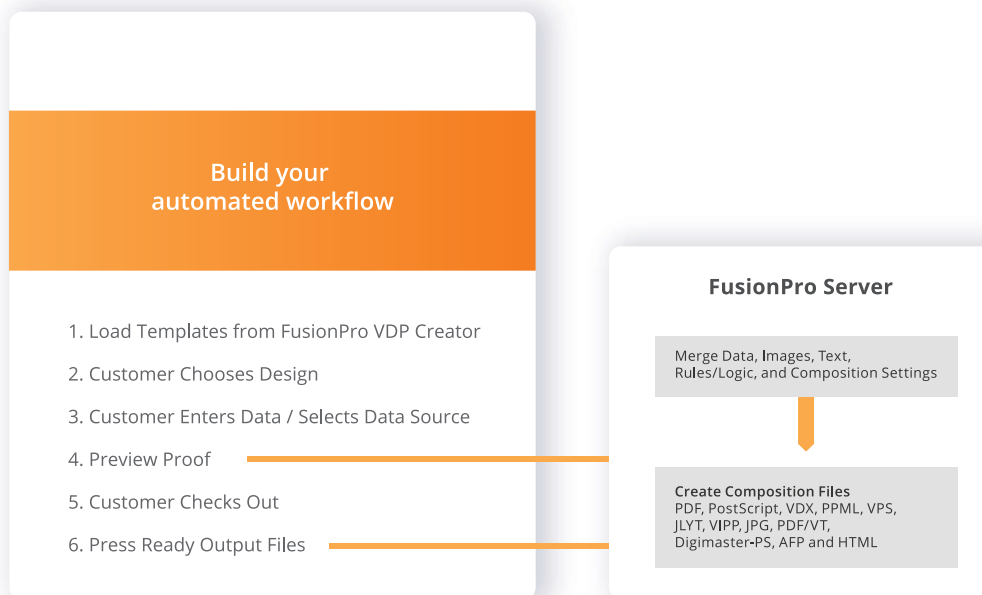 Build your
automated workflow
1. Load Templates from FusionPro VDP Creator
2. Customer Chooses Design
3. Customer Enters Data / Selects Data Source
4. Preview Proof
5. Customer Checks Out
6. Press Ready Output Files
FusionPro Server
Merge Data, Images, Text,
Rules/Logic, and Composition Settings
Create Composition Files
PDF, PostScript, VDX, PPML, VPS,
JLYT, VIPP, JPG, PDF/VT,
Digimaster-PS, AFP and HTML